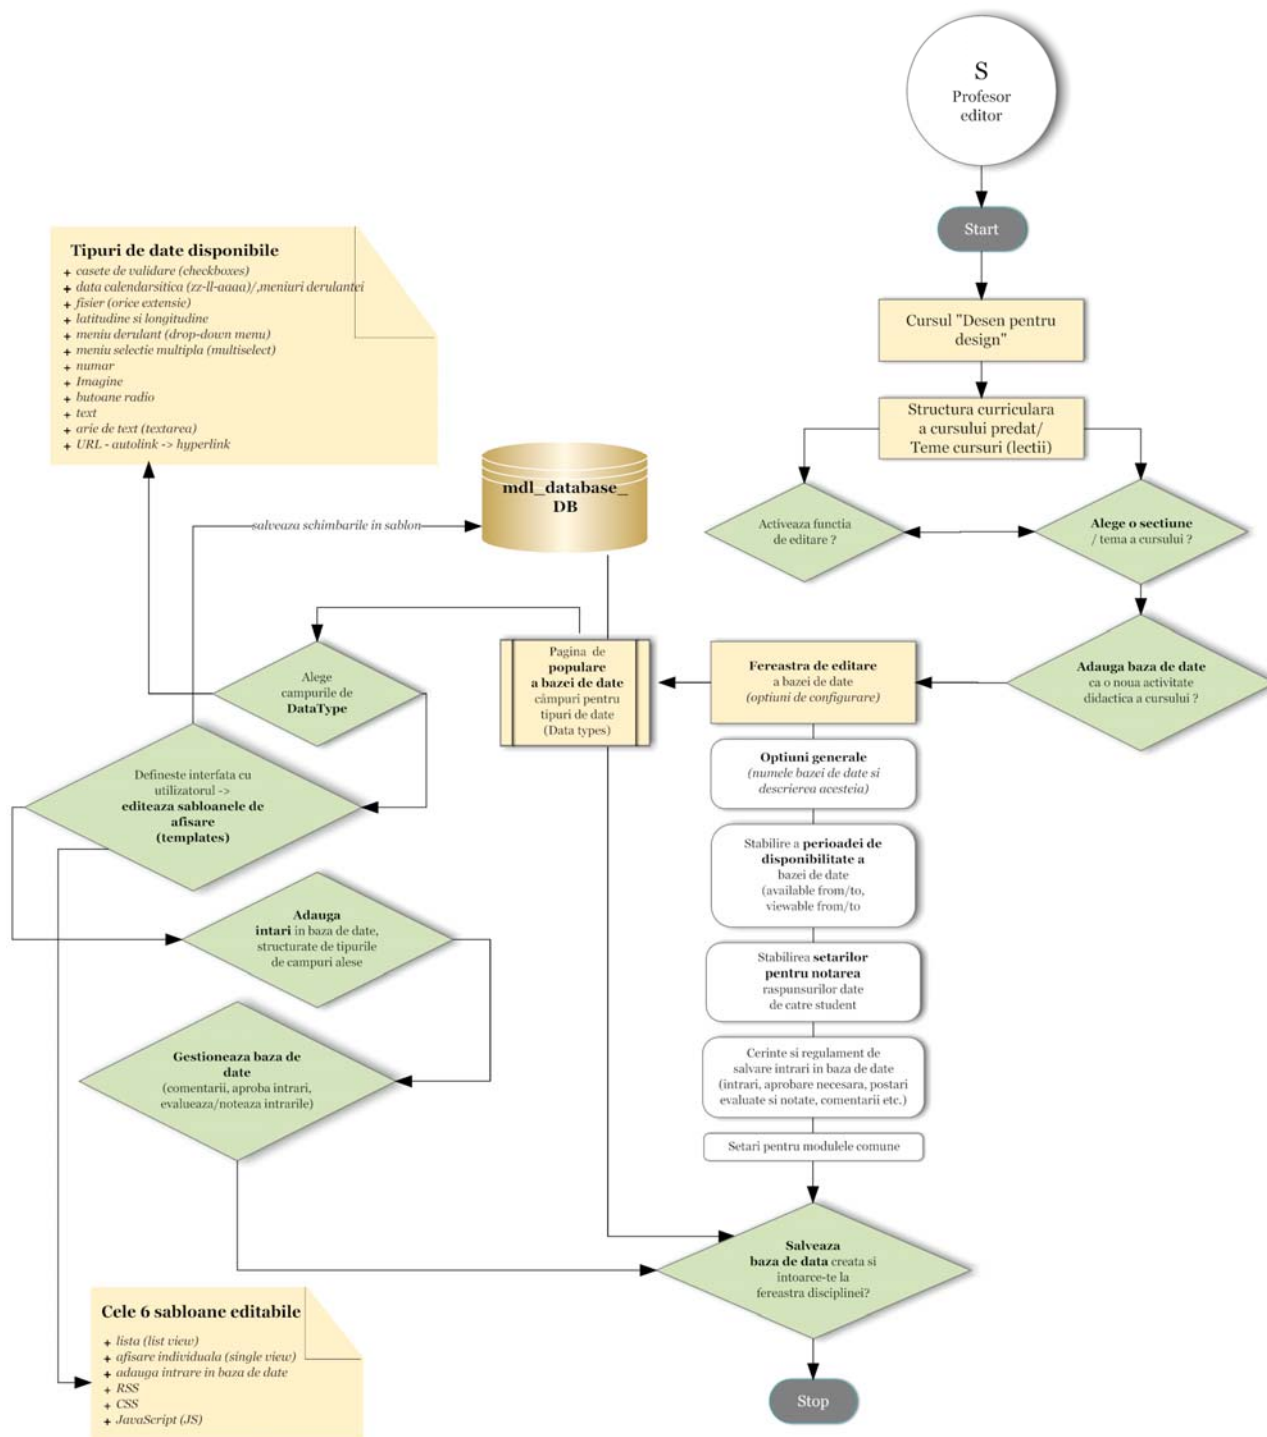 S
Profesor
editor
Start
Cursul "Desen pentru
design"
Structura curriculara
a cursului predat/
Teme cursuri (lectii)
Activeaza functia
de editare ?
Alege o sectiune
/ tema a cursului ?
Adauga baza de date
ca o noua activitate
didactica a cursului ?
Fereastra de editare
a bazei de date
(optiuni de configurare)
Optiuni generale
(numele bazei de date si
descrierea acesteia)
Stabilire a perioadei de
disponibilitate a
bazei de date
(available from/to,
viewable from/to
Stabilirea setarilor
pentru notarea
raspunsurilor date
de catre student
Cerinte si regulament de
salvare intrari in baza de date
(intrari, aprobare necesara, postari
evaluate si notate, comentarii etc.)
Setari pentru modulele comune
Salveaza
baza de data creata si
intoarce-te la
fereastra disciplinei?
Stop
Tipuri de date disponibile
+ casete de validare (checkboxes)
+ data calendarsitica (zz-ll-aaaa)/,meniuri derulantei
+ fisier (orice extensie)
+ latitudine si longitudine
+ meniu derulant (drop-down menu)
+ meniu selectie multipla (multiselect)
+ numar
+ Imagine
+ butoane radio
+ text
+ arie de text (textarea)
+ URL - autolink -> hyperlink
mdl_database_
DB
salveaza schimbarile in sablon
Pagina de
populare
a bazei de date
câmpuri pentru
tipuri de date
(Data types)
Alege
campurile de
DataType
Defineste interfata cu
utilizatorul ->
editeaza sabloanele de
afisare
(templates)
Adauga
intari in baza de date,
structurate de tipurile
de campuri alese
Gestioneaza baza de
date
(comentarii, aproba intrari,
evalueaza/noteaza intrarile)
Cele 6 sabloane editabile
+ lista (list view)
+ afisare individuala (single view)
+ adauga intrare in baza de date
+ RSS
+ CSS
+ JavaScript (JS)